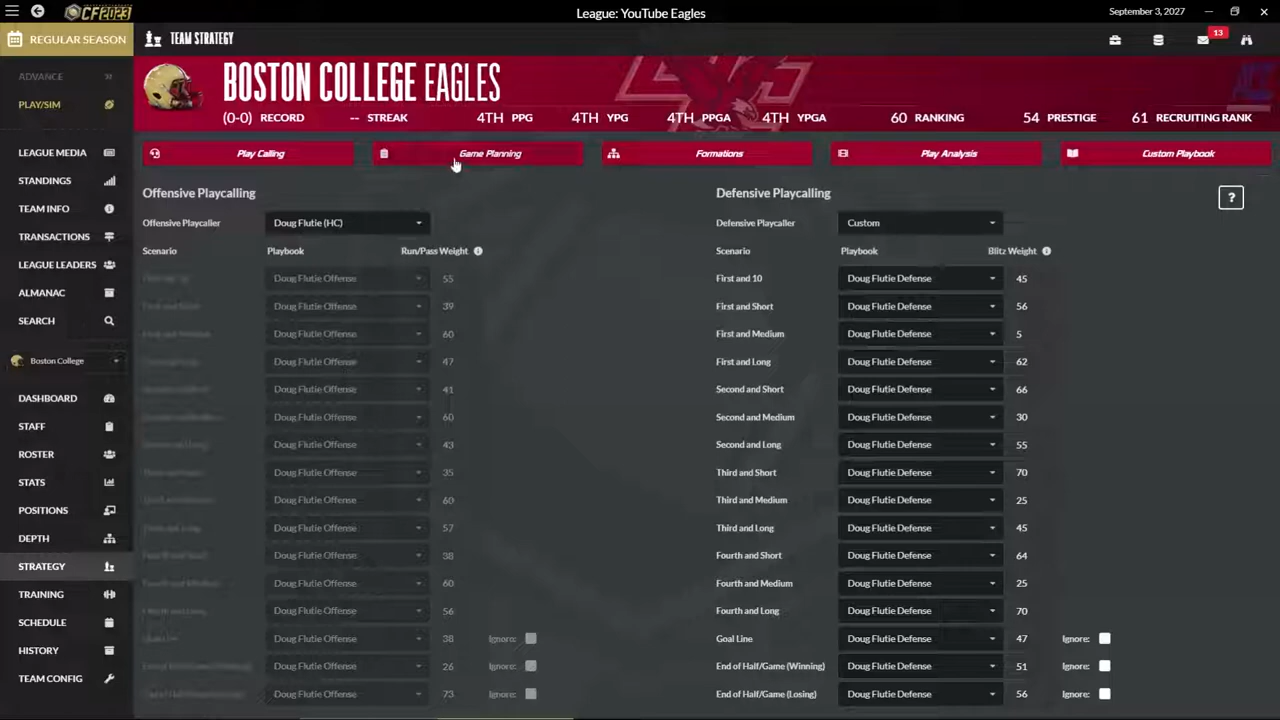 CF2023
League: YouTube Eagles
September 3, 2027
REGULAR SEASON
TEAM STRATEGY
13
ADVANCE
PLAY/SIM
BOSTON COLLEGE EAGLES
(0-0) RECORD -- STREAK 4TH PPG 4TH YPG 4TH PPGA 4TH YPGA 60 RANKING 54 PRESTIGE 61 RECRUITING RANK
LEAGUE MEDIA
STANDINGS
TEAM INFO
TRANSACTIONS
LEAGUE LEADERS
ALMANAC
SEARCH
Boston College
DASHBOARD
STAFF
ROSTER
STATS
POSITIONS
DEPTH
STRATEGY
TRAINING
SCHEDULE
HISTORY
TEAM CONFIG
Play Calling Game Planning Formations Play Analysis Custom Playbook
Offensive Playcalling
Offensive Playcaller Doug Flutie (HC)
Scenario Playbook Run/Pass Weight
Doug Flutie Offense 55
Doug Flutie Offense 39
Doug Flutie Offense 60
Doug Flutie Offense 47
Doug Flutie Offense 41
Doug Flutie Offense 60
Doug Flutie Offense 43
Doug Flutie Offense 35
Doug Flutie Offense 60
Doug Flutie Offense 57
Doug Flutie Offense 38
Doug Flutie Offense 60
Doug Flutie Offense 56
Doug Flutie Offense 38 Ignore:
Doug Flutie Offense 26 Ignore:
Doug Flutie Offense 73 Ignore:
Defensive Playcalling
?
Defensive Playcaller Custom
Scenario Playbook Blitz Weight
First and 10 Doug Flutie Defense 45
First and Short Doug Flutie Defense 56
First and Medium Doug Flutie Defense 5
First and Long Doug Flutie Defense 62
Second and Short Doug Flutie Defense 66
Second and Medium Doug Flutie Defense 30
Second and Long Doug Flutie Defense 55
Third and Short Doug Flutie Defense 70
Third and Medium Doug Flutie Defense 25
Third and Long Doug Flutie Defense 45
Fourth and Short Doug Flutie Defense 64
Fourth and Medium Doug Flutie Defense 25
Fourth and Long Doug Flutie Defense 70
Goal Line Doug Flutie Defense 47 Ignore:
End of Half/Game (Winning) Doug Flutie Defense 51 Ignore:
End of Half/Game (Losing) Doug Flutie Defense 56 Ignore: